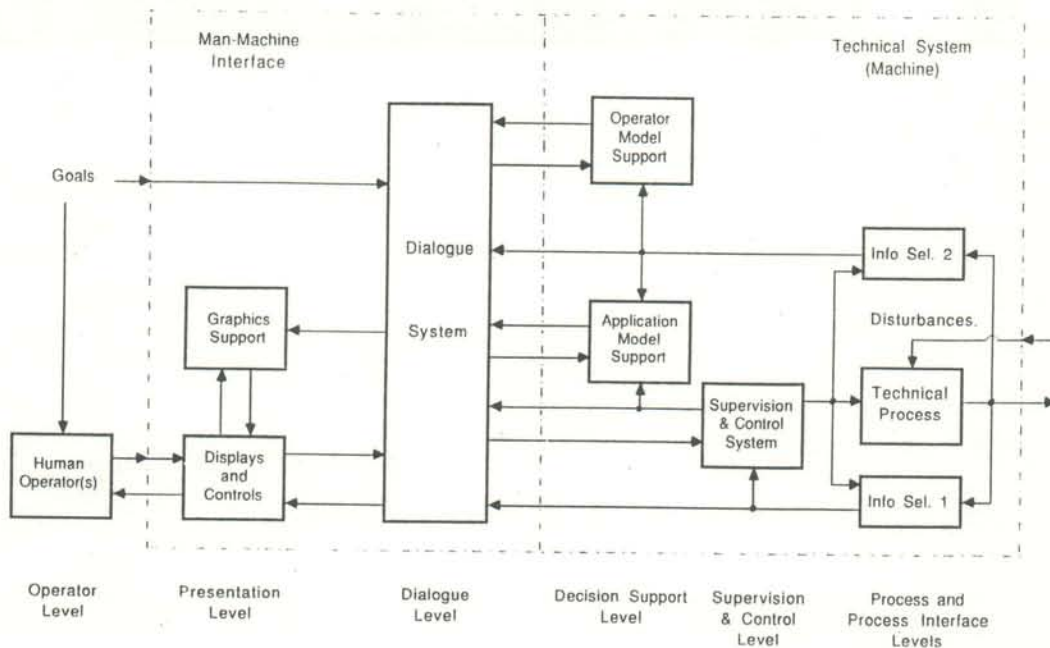 Man-Machine
Interface
Technical System
(Machine)
Goals
Operator
Model
Support
Dialogue
System
Info Sel. 2
Graphics
Support
Application
Model
Support
Disturbances.
Technical
Process
Supervision
& Control
System
Human
Operator(s)
Displays
and
Controls
Info Sel. 1
Operator
Level
Presentation
Level
Dialogue
Level
Decision Support
Level
Supervision
& Control
Level
Process and
Process Interface
Levels